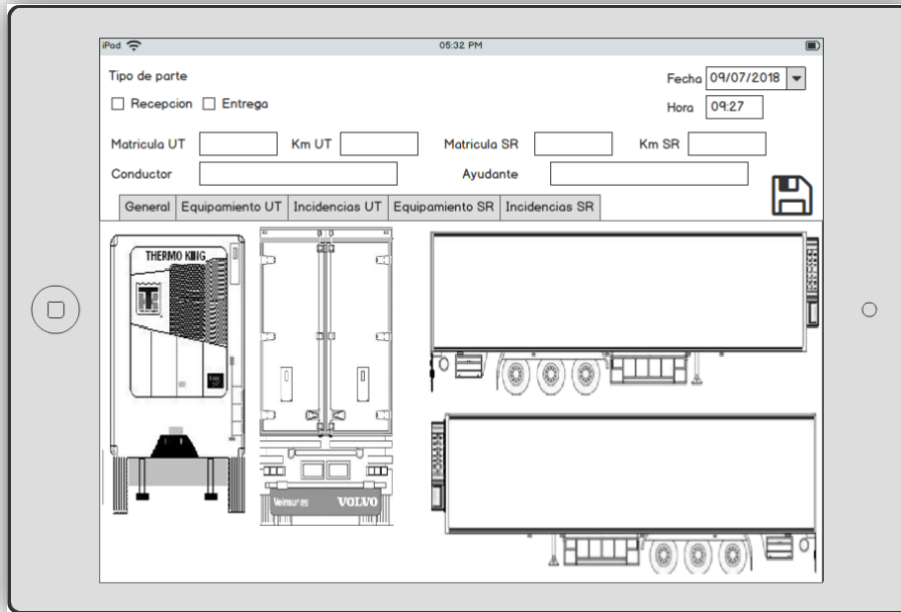 iPod 05:32 PM
Tipo de parte
Fecha 09/07/2018
Recepcion Entrega
Hora 09:27
Matricula UT Km UT Matricula SR Km SR
Conductor Ayudante
General Equipamiento UT Incidencias UT Equipamiento SR Incidencias SR
THERMO KING
VOLVO